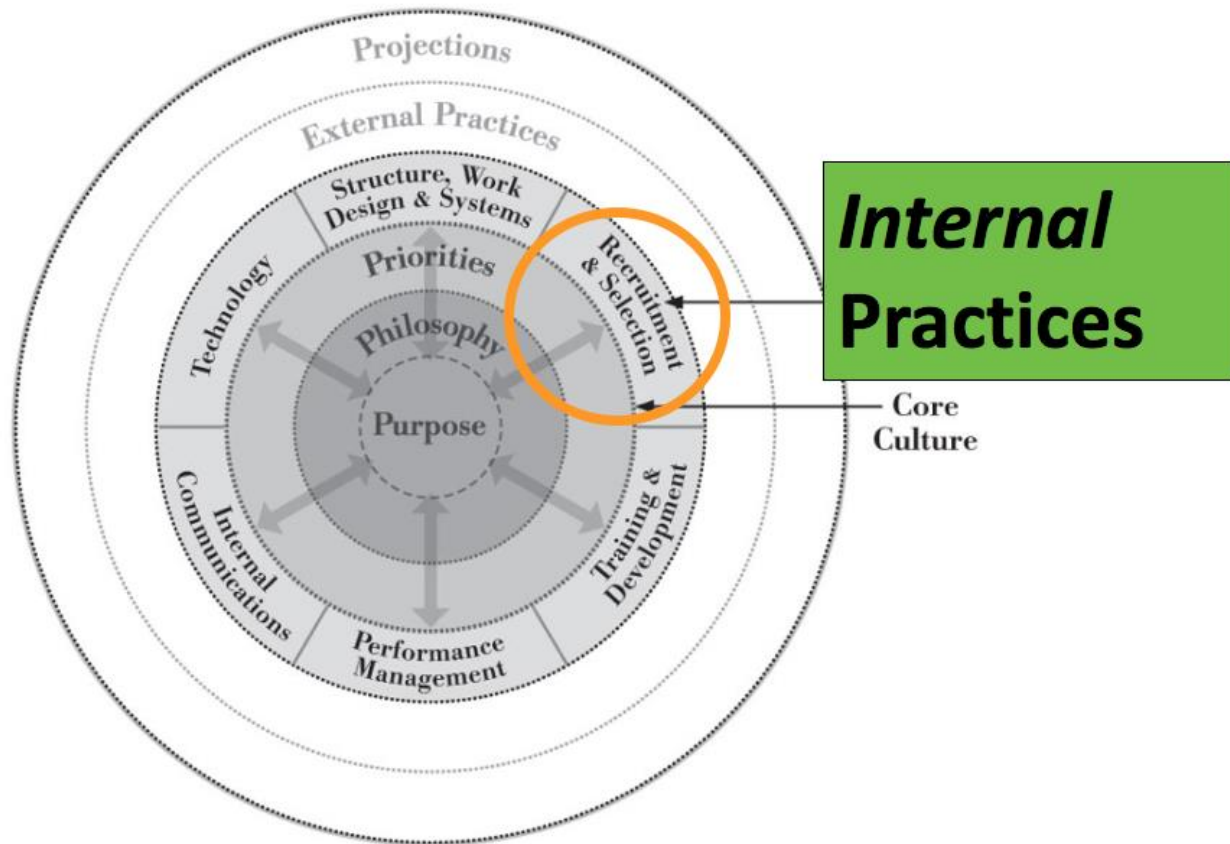 Projections
External Practices
Structure, Work
Design & Systems
Recruitment
& Selection
Internal
Practices
Technology
Priorities
Philosophy
Purpose
Core
Culture
Internal
Communications
Training &
Development
Performance
Management